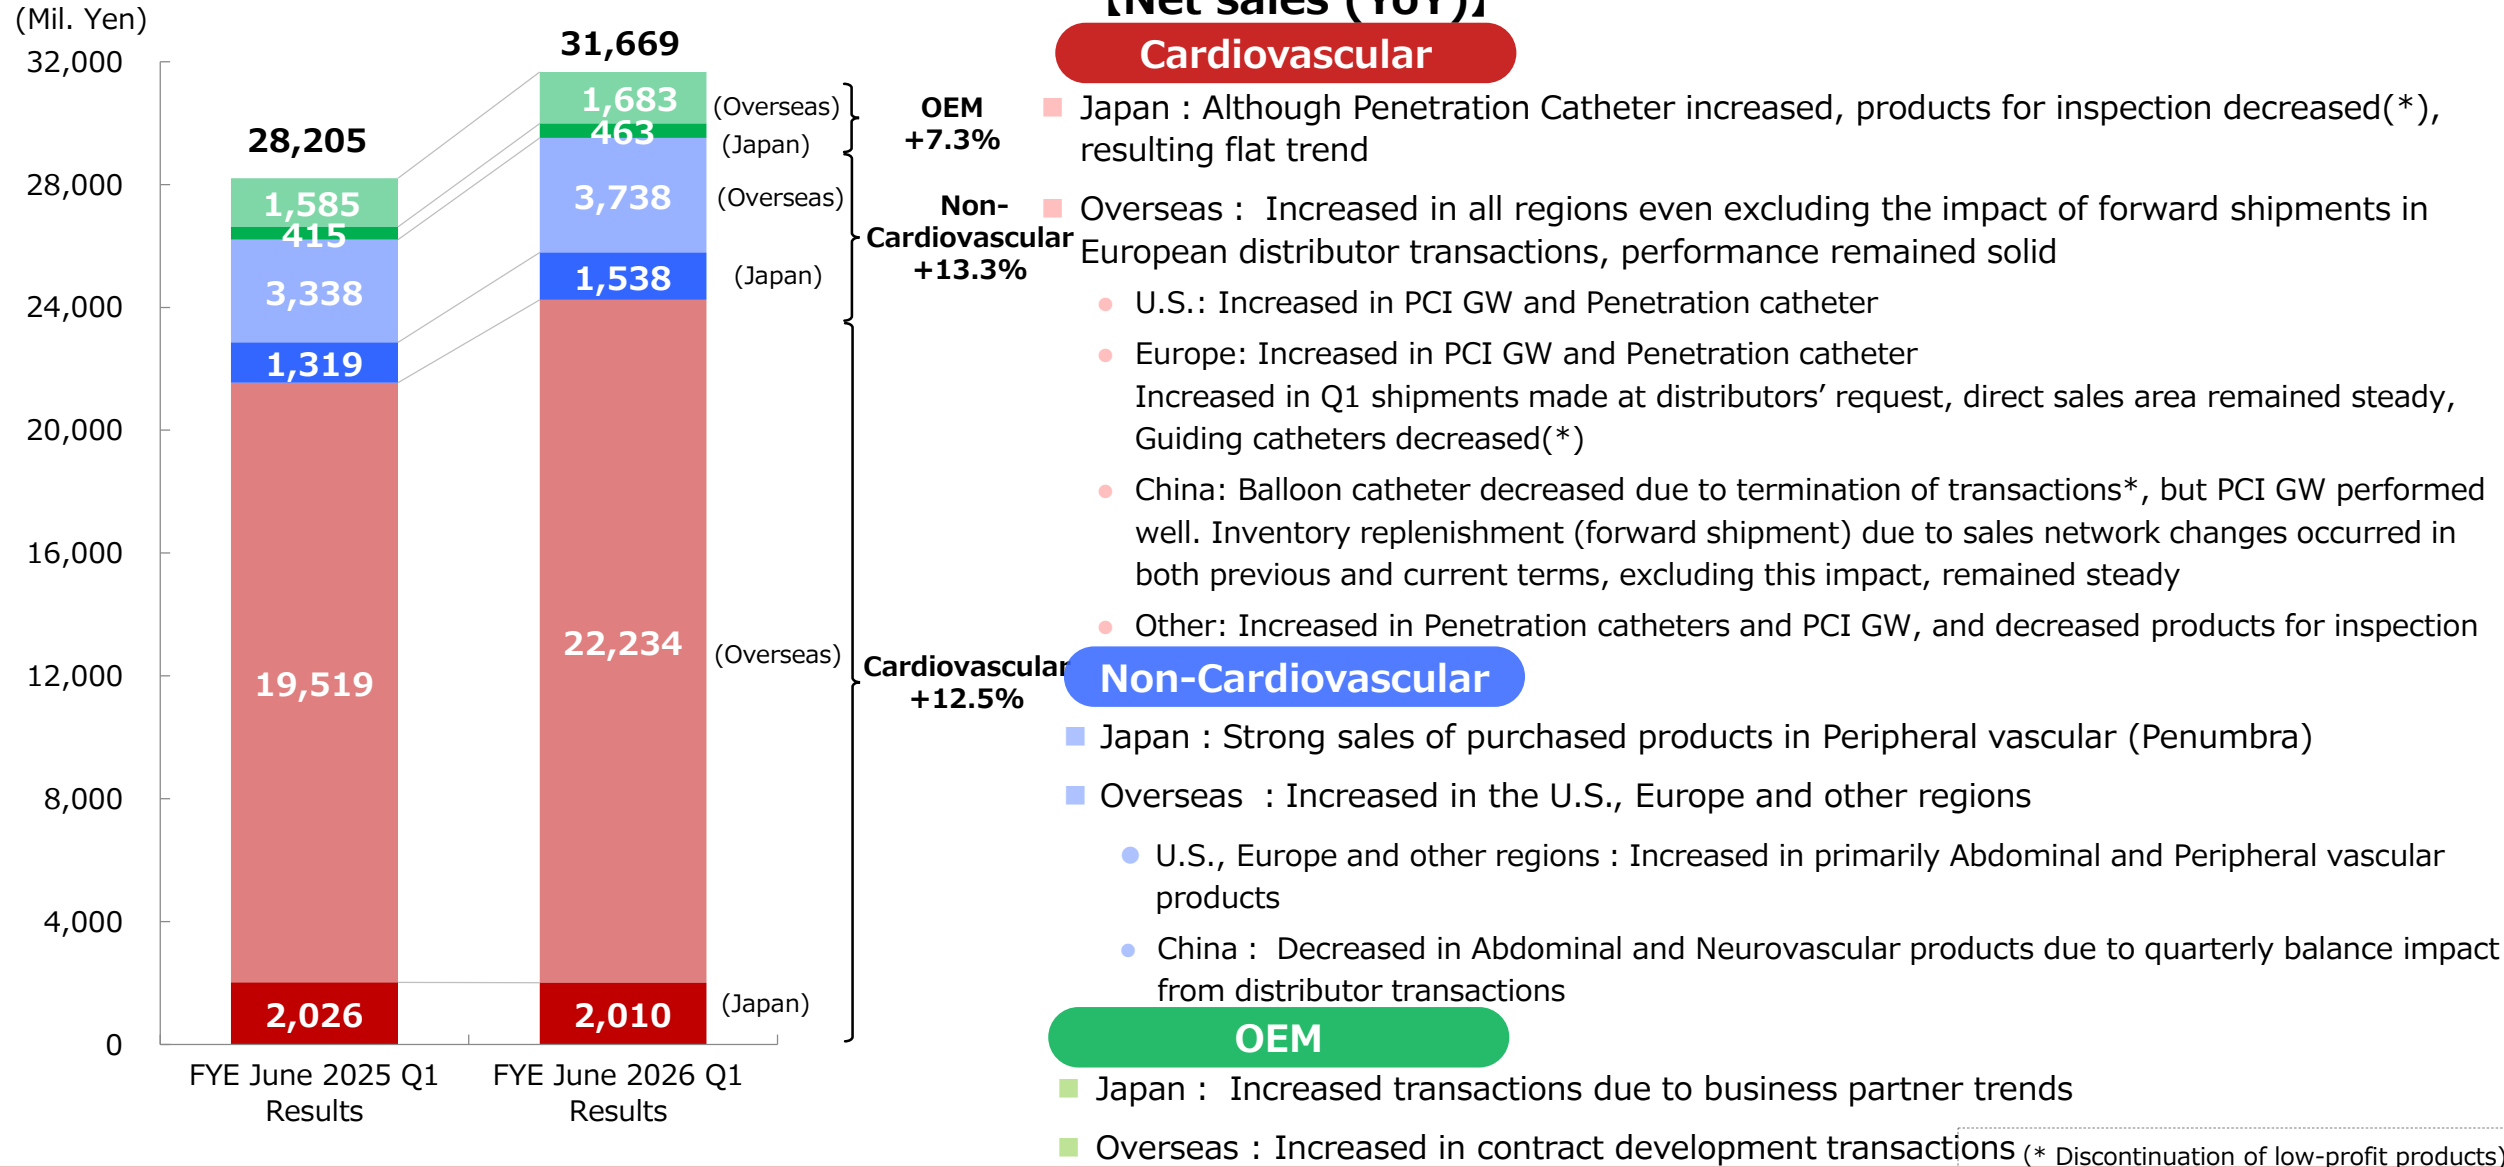 (Mil. Yen)
32,000
28,000
24,000
20,000
16,000
12,000
8,000
4,000
0
28,205
1,585
415
3,338
1,319
19,519
2,026
31,669
1,683
463
3,738
1,538
22,234
2,010
FYE June 2025 Q1
Results
FYE June 2026 Q1
Results
(Overseas)
(Japan)
(Overseas)
(Japan)
(Overseas)
(Japan)
OEM
+7.3%
Non-
Cardiovascular
+13.3%
Cardiovascular
+12.5%
【Net sales (YoY)】
Cardiovascular
Japan : Although Penetration Catheter increased, products for inspection decreased(*),
resulting flat trend
Overseas : Increased in all regions even excluding the impact of forward shipments in
European distributor transactions, performance remained solid
U.S.: Increased in PCI GW and Penetration catheter
Europe: Increased in PCI GW and Penetration catheter
Increased in Q1 shipments made at distributors’ request, direct sales area remained steady,
Guiding catheters decreased(*)
China: Balloon catheter decreased due to termination of transactions*, but PCI GW performed
well. Inventory replenishment (forward shipment) due to sales network changes occurred in
both previous and current terms, excluding this impact, remained steady
Other: Increased in Penetration catheters and PCI GW, and decreased products for inspection
Non-Cardiovascular
Japan : Strong sales of purchased products in Peripheral vascular (Penumbra)
Overseas : Increased in the U.S., Europe and other regions
U.S., Europe and other regions : Increased in primarily Abdominal and Peripheral vascular
products
China : Decreased in Abdominal and Neurovascular products due to quarterly balance impact
from distributor transactions
OEM
Japan : Increased transactions due to business partner trends
Overseas : Increased in contract development transactions
(* Discontinuation of low-profit products)